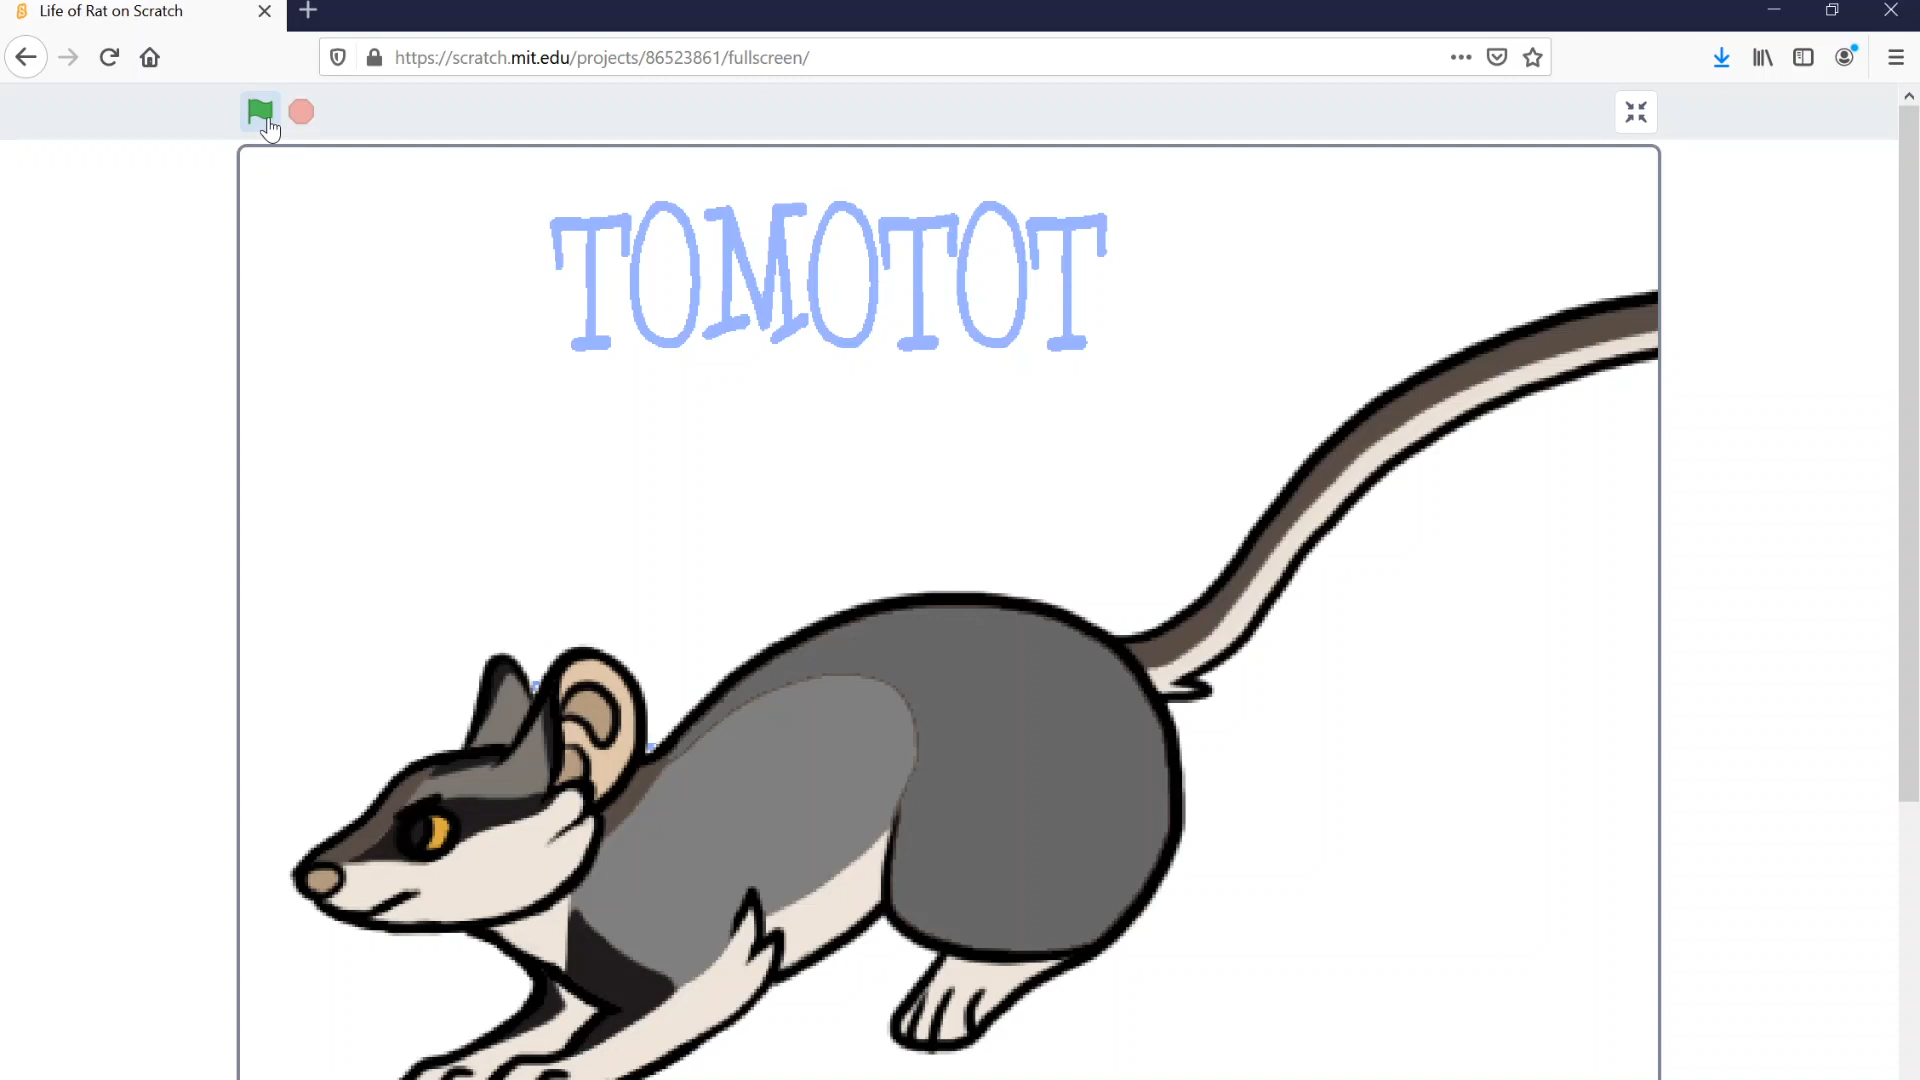 Life of Rat on Scratch
https://scratch.mit.edu/projects/86523861/fullscreen/
TOMOTOT